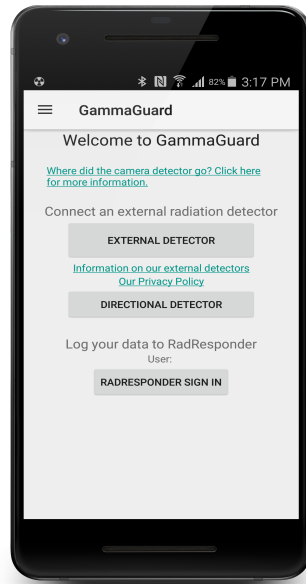 82% 3:17 PM
GammaGuard
Welcome to GammaGuard
Where did the camera detector go? Click here
for more information.
Connect an external radiation detector
EXTERNAL DETECTOR
Information on our external detectors
Our Privacy Policy
DIRECTIONAL DETECTOR
Log your data to RadResponder
User:
RADRESPONDER SIGN IN